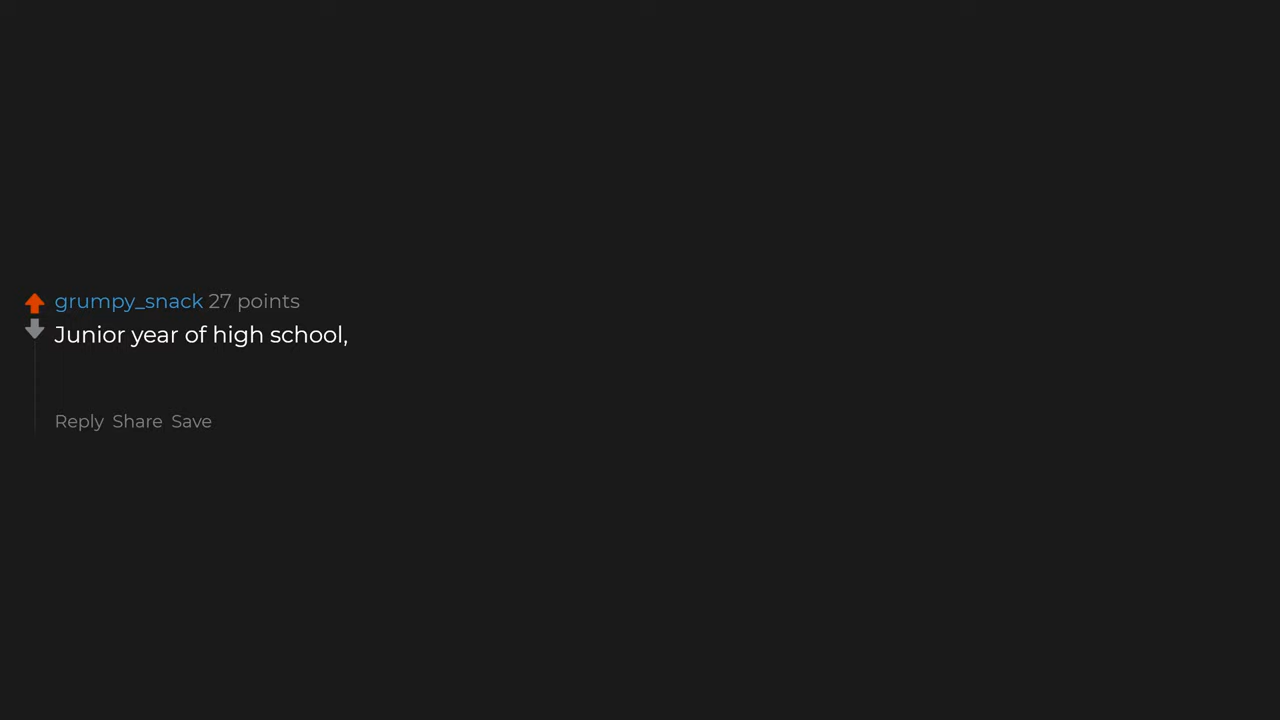 grumpy_snack 27 points
Junior year of high school,
Reply Share Save